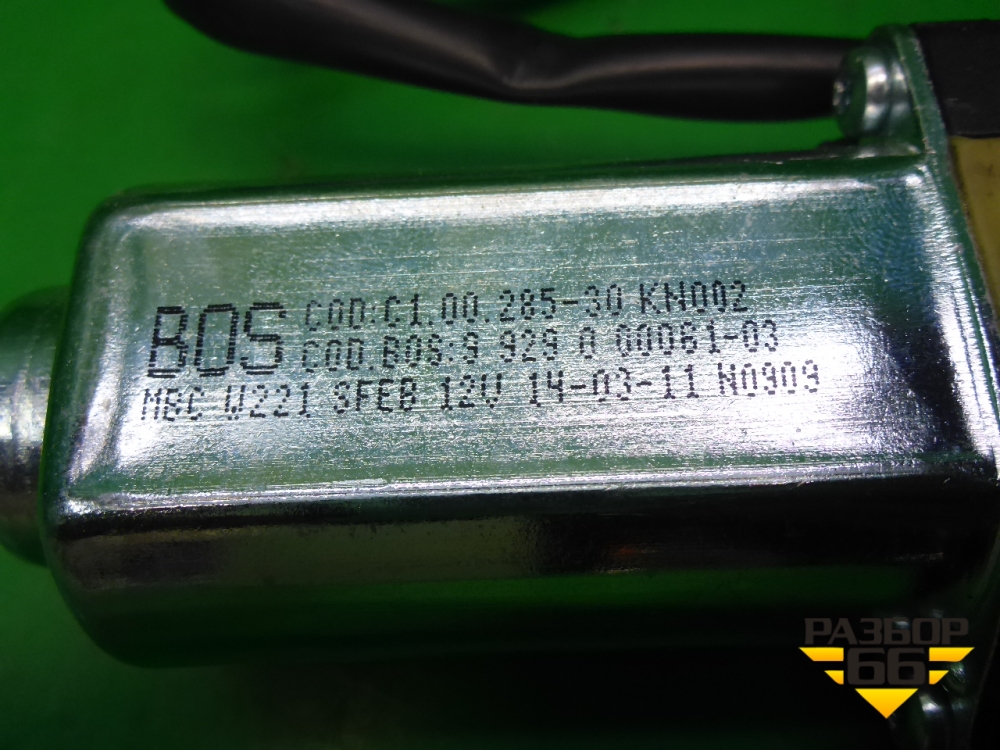 BOS COD:C1.00.285-30 KN002
COD.BOS:9 929 0 00061-03
MBC W221 SFEB 12V 14-03-11 N0909
РАЗБОР
66